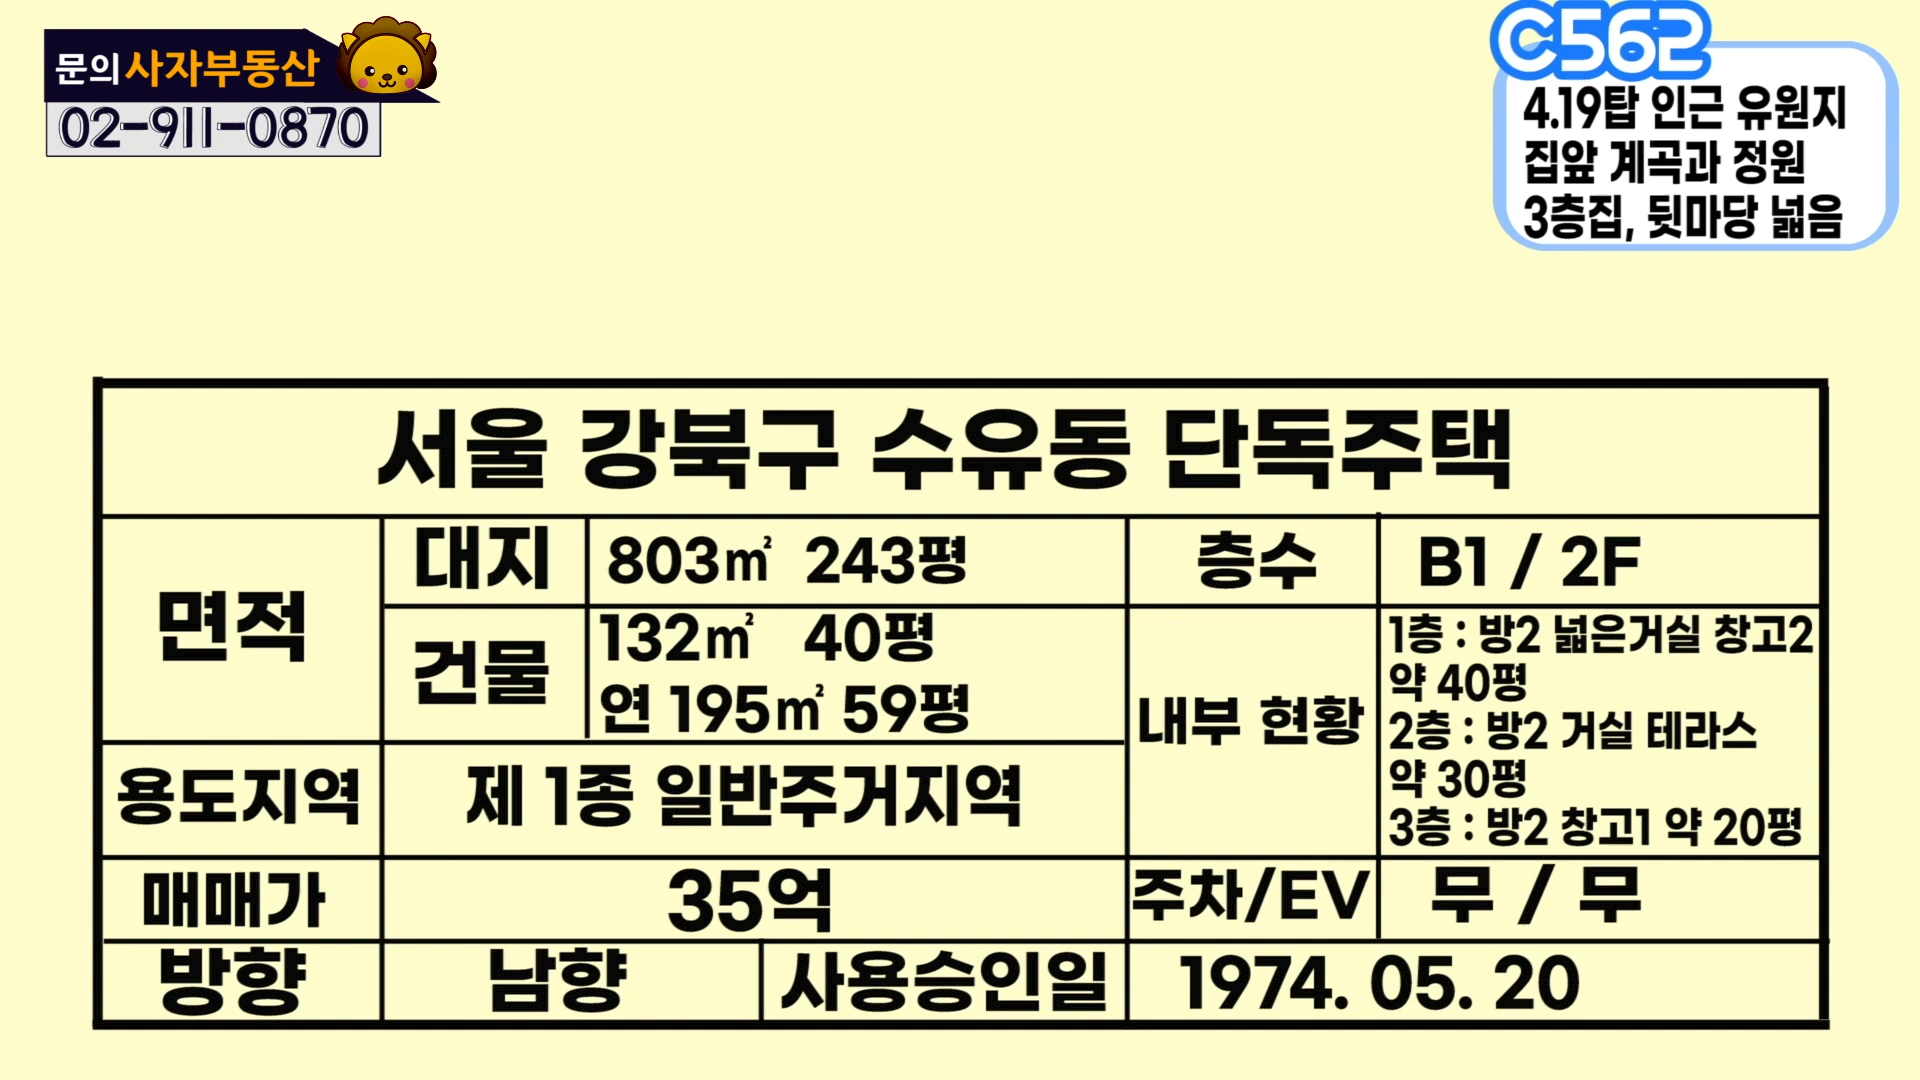 문의 사자부동산
02-911-0870
C562
4.19탑 인근 유원지
집앞 계곡과 정원
3층집, 뒷마당 넓음
서울 강북구 수유동 단독주택
면적
대지
803㎡ 243평
층수
B1 / 2F
건물
132㎡ 40평
연 195㎡ 59평
내부 현황
1층 : 방2 넓은거실 창고2
약 40평
2층 : 방2 거실 테라스
약 30평
3층 : 방2 창고1 약 20평
용도지역
제 1종 일반주거지역
매매가
35억
주차/EV
무 / 무
방향
남향
사용승인일
1974. 05. 20